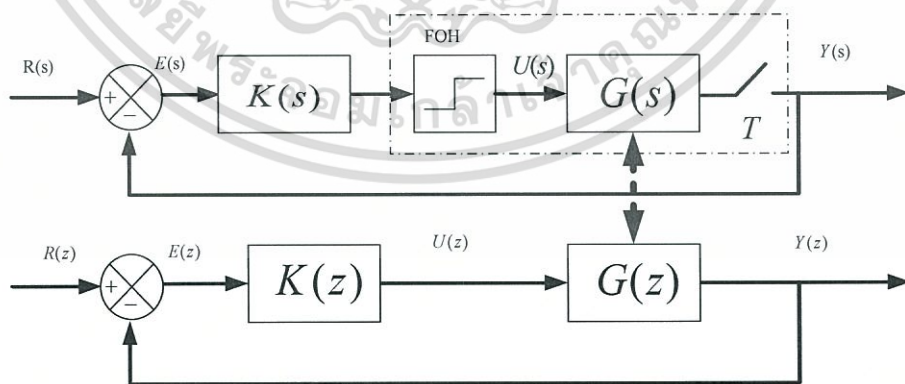 FOH
R(s)
E(s)
K(s)
U(s)
G(s)
Y(s)
+
−
T
R(z)
E(z)
K(z)
U(z)
G(z)
Y(z)
+
−